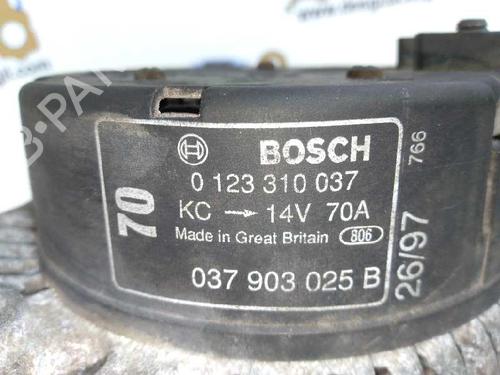 BOSCH
0 123 310 037
KC → 14V 70A
Made in Great Britain 806
037 903 025 B
70
26/97
766